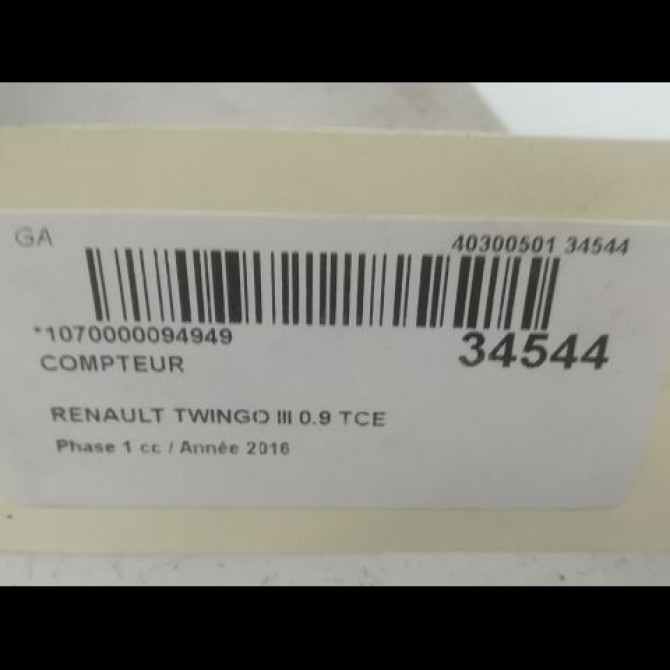 GA
40300501 34544
*1070000094949
34544
COMPTEUR
RENAULT TWINGO III 0.9 TCE
Phase 1 cc / Année 2016